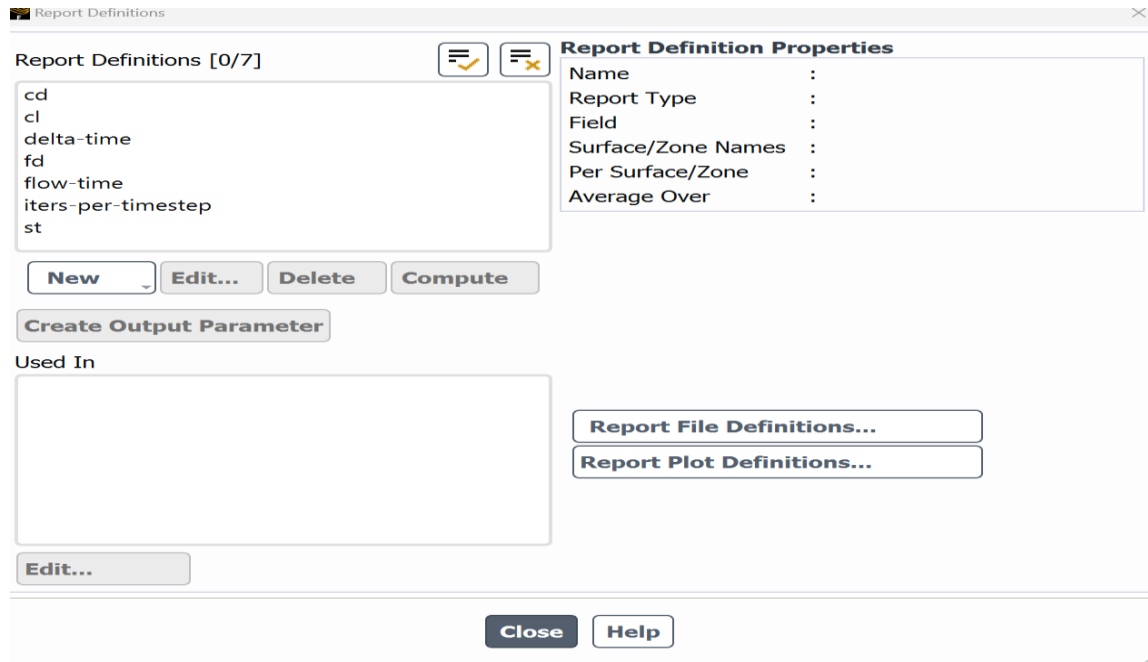 Report Definitions
Report Definitions [0/7]
cd
cl
delta-time
fd
flow-time
iters-per-timestep
st
New
Edit...
Delete
Compute
Create Output Parameter
Used In
Edit...
Report Definition Properties
Name :
Report Type :
Field :
Surface/Zone Names :
Per Surface/Zone :
Average Over :
Report File Definitions...
Report Plot Definitions...
Close
Help